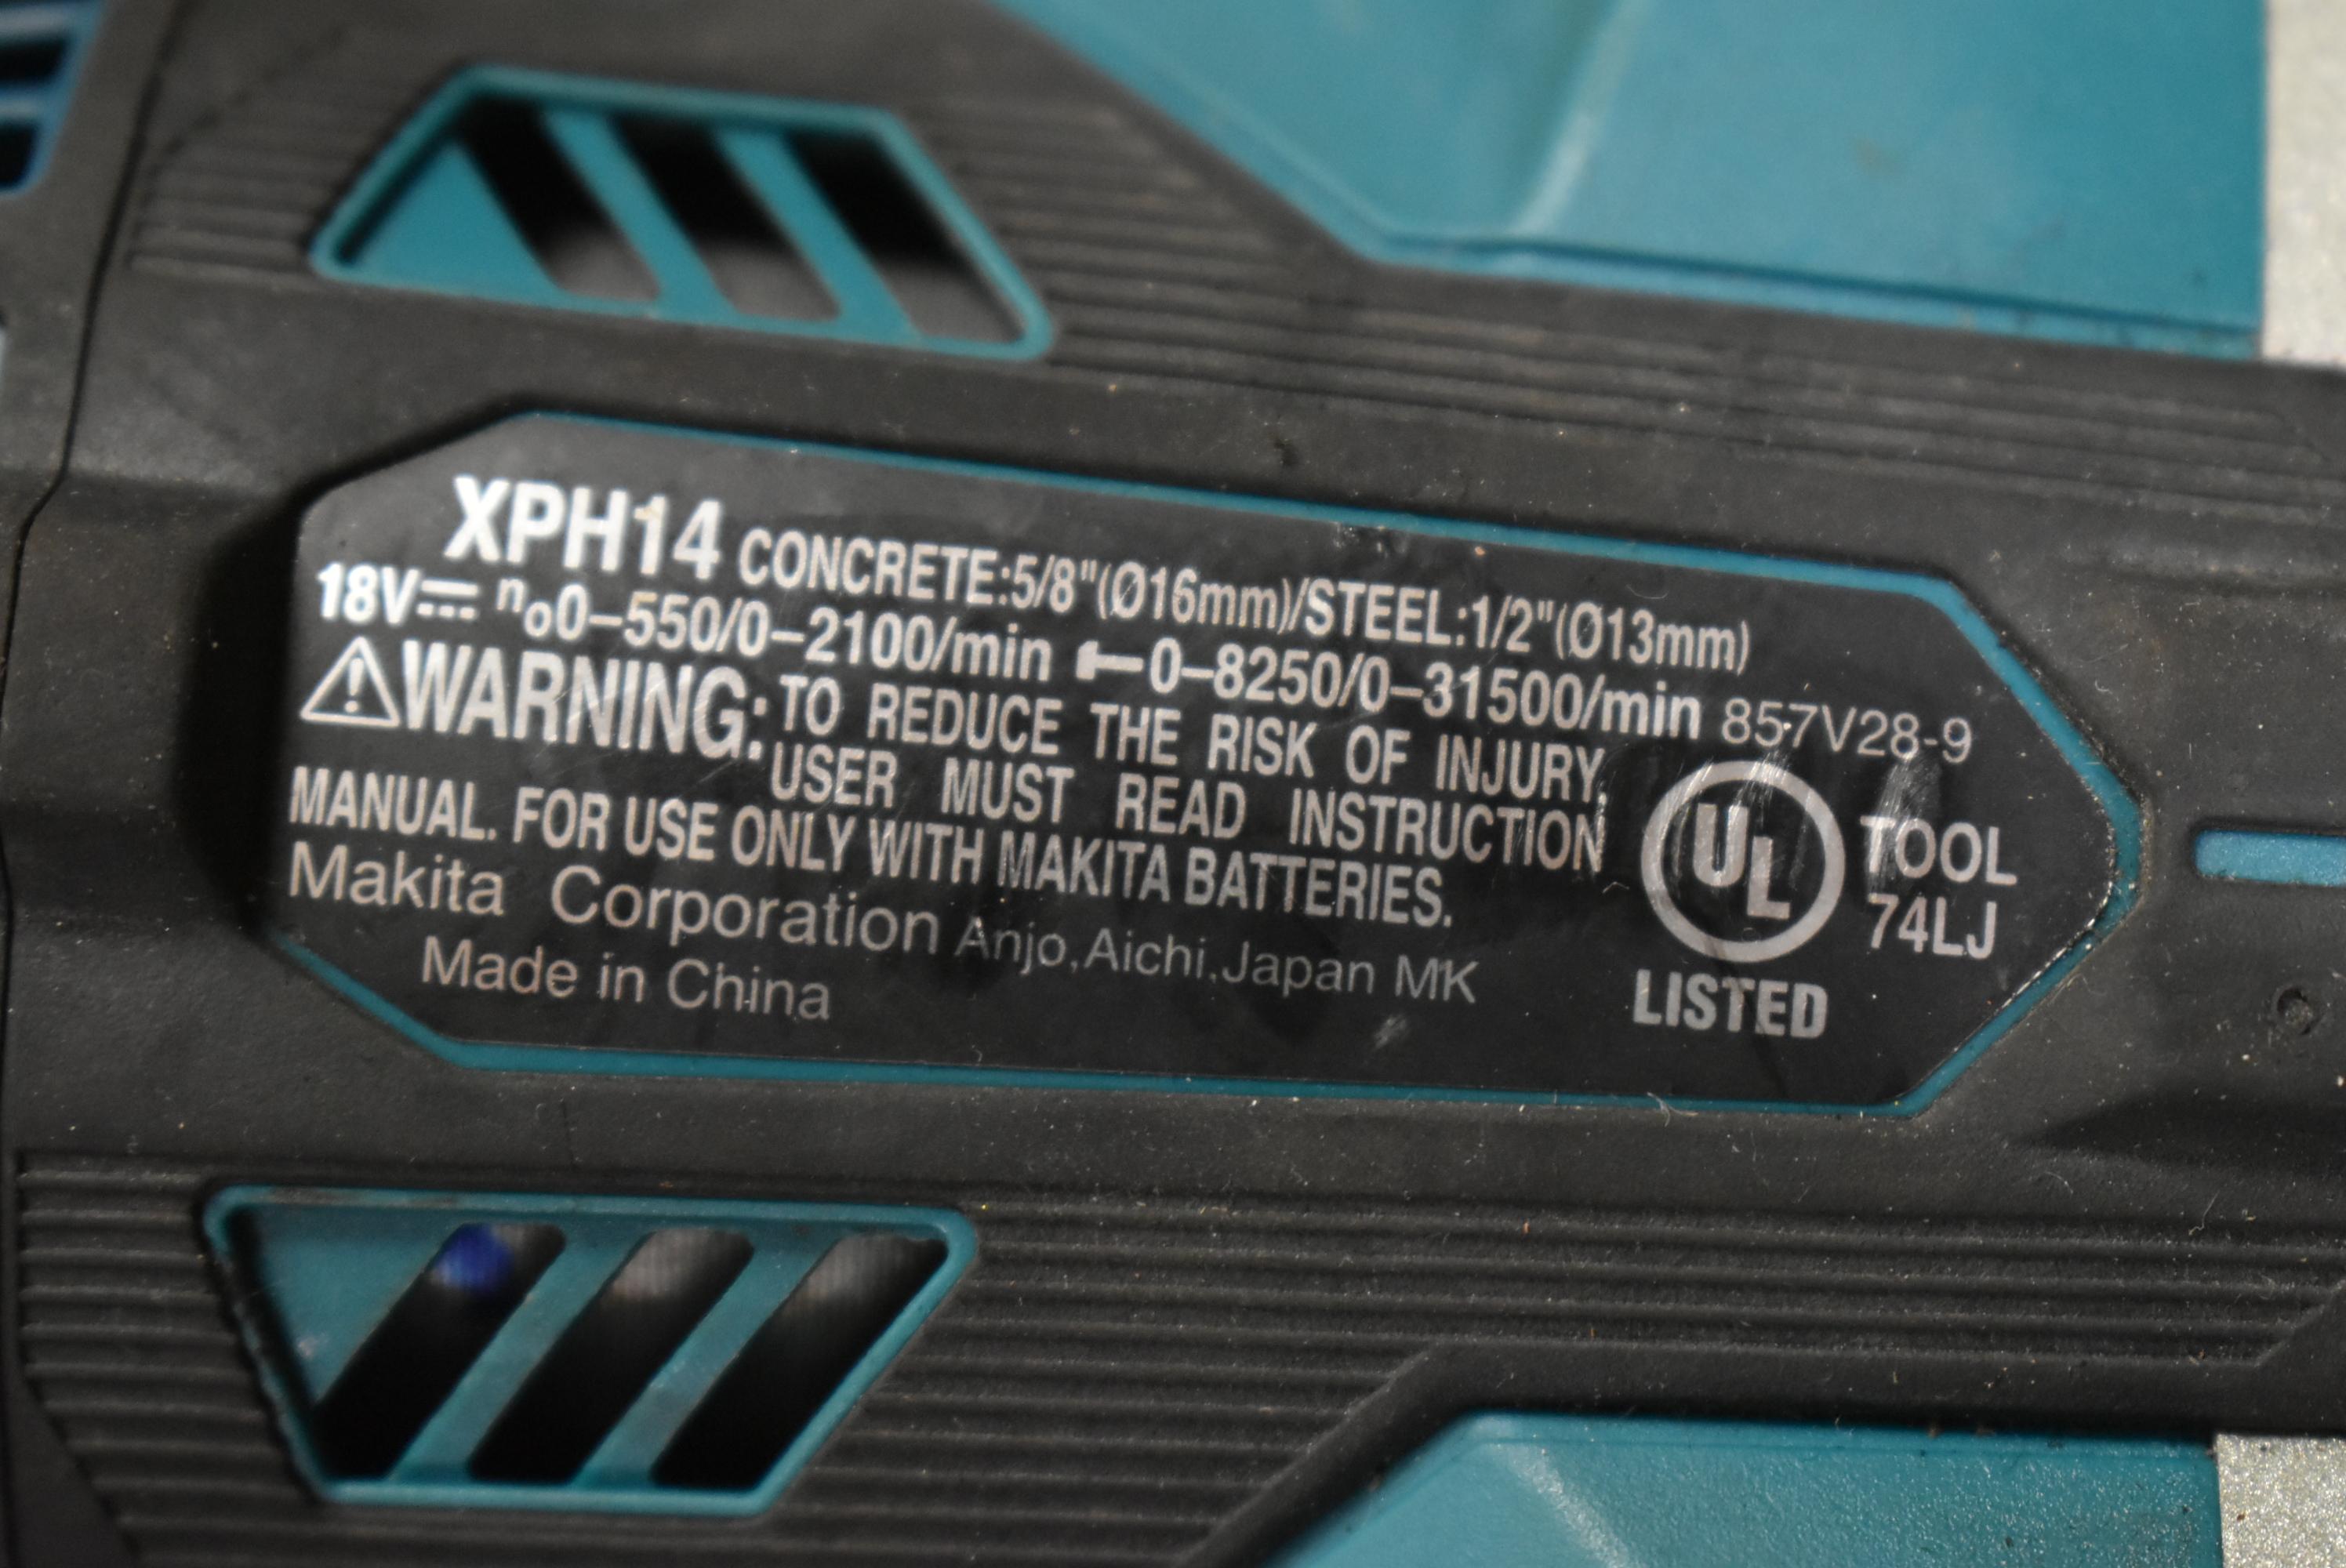 XPH14 CONCRETE:5/8"(Ø16mm)/STEEL:1/2"(Ø13mm)
18V⎓ no0–550/0–2100/min 0–8250/0–31500/min 857V28-9
⚠WARNING: TO REDUCE THE RISK OF INJURY,
USER MUST READ INSTRUCTION
MANUAL. FOR USE ONLY WITH MAKITA BATTERIES.
Makita Corporation Anjo,Aichi,Japan MK
Made in China
UL
LISTED
TOOL
74LJ